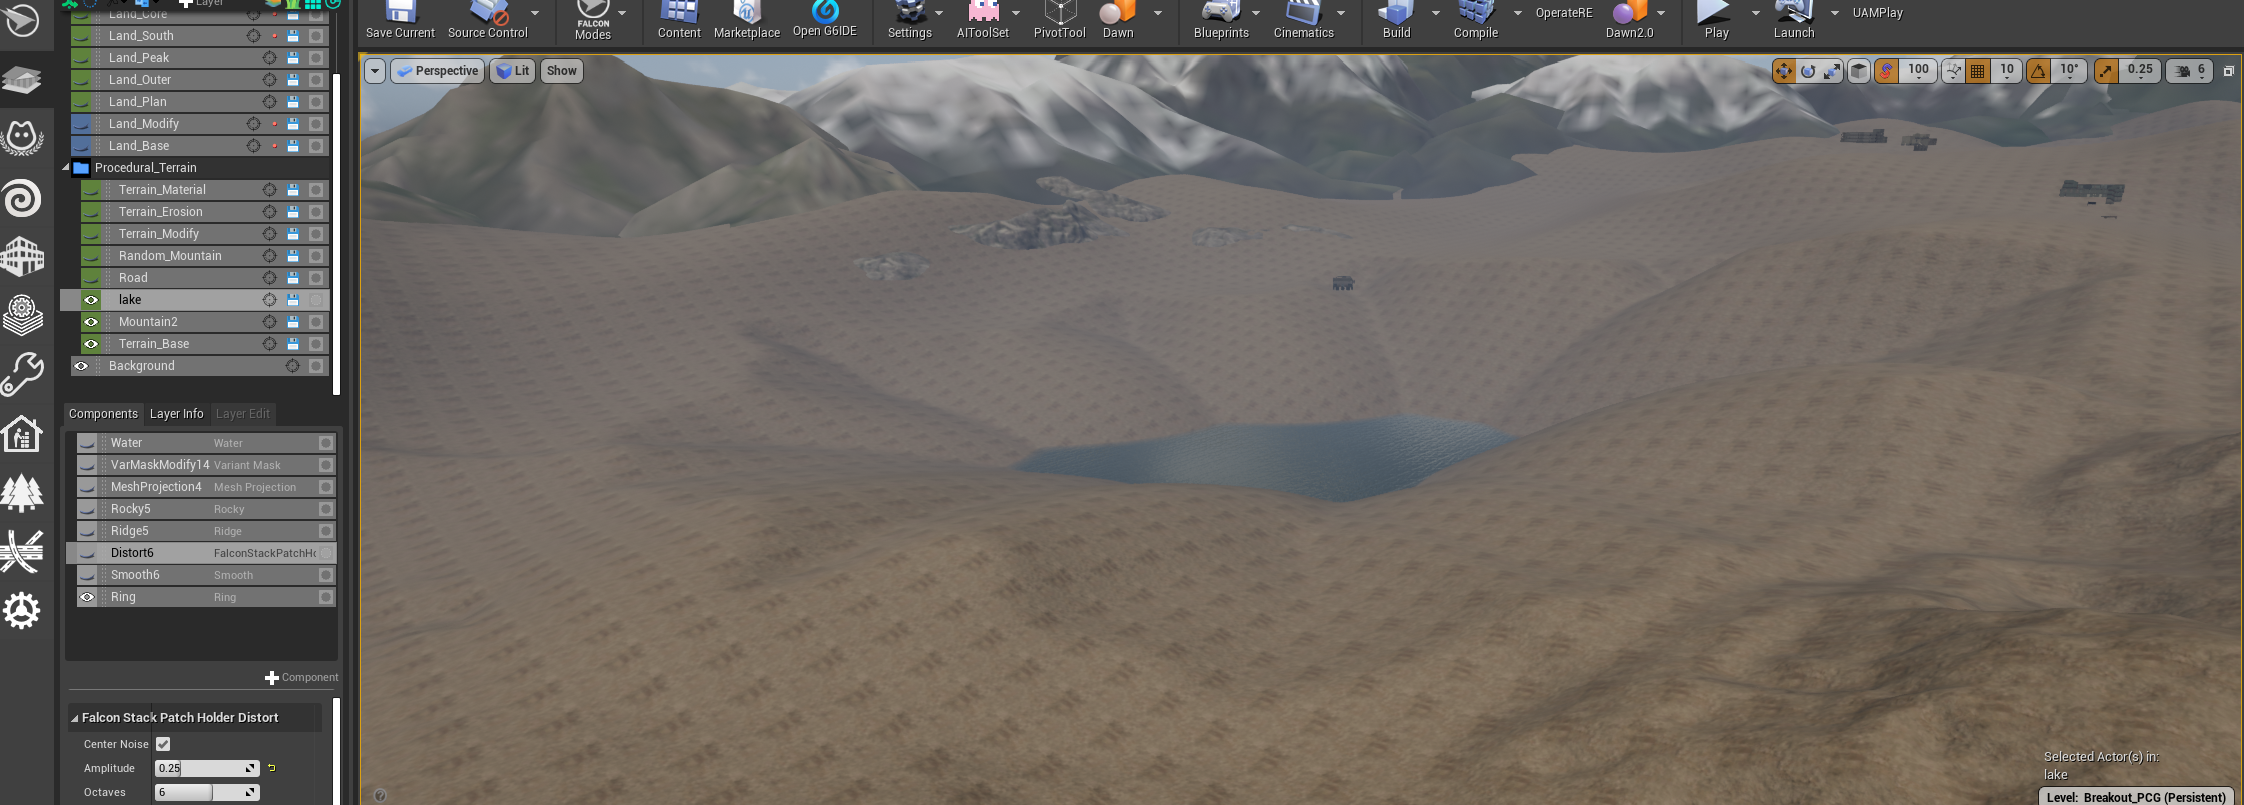 Layer
Land_Core
Land_South
Land_Peak
Land_Outer
Land_Plan
Land_Modify
Land_Base
Procedural_Terrain
Terrain_Material
Terrain_Erosion
Terrain_Modify
Random_Mountain
Road
lake
Mountain2
Terrain_Base
Background
Components Layer Info Layer Edit
Water Water
VarMaskModify14 Variant Mask
MeshProjection4 Mesh Projection
Rocky5 Rocky
Ridge5 Ridge
Distort6 FalconStackPatchHo
Smooth6 Smooth
Ring Ring
Component
Falcon Stack Patch Holder Distort
Center Noise
Amplitude 0.25
Octaves 6
Save Current Source Control FALCON Modes Content Marketplace Open G6IDE Settings AIToolSet PivotTool Dawn Blueprints Cinematics Build Compile OperateRE Dawn2.0 Play Launch UAMPlay
Perspective Lit Show 100 10 10° 0.25 6
Selected Actor(s) in:
lake
Level: Breakout_PCG (Persistent)